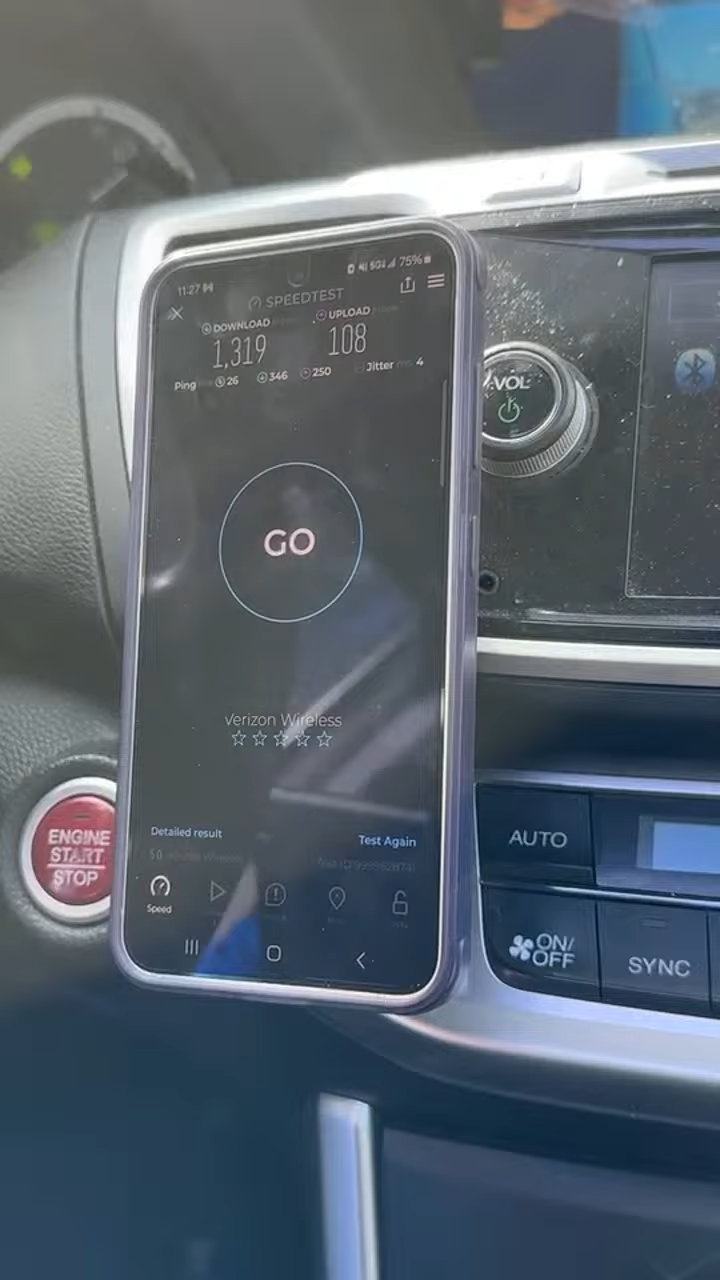 11:27
75%
SPEEDTEST
DOWNLOAD
UPLOAD
1,319
108
Ping
26
346
250
Jitter
4
GO
Verizon Wireless
Detailed result
Test Again
Speed
VOL
ENGINE
START
STOP
AUTO
ON/
OFF
SYNC